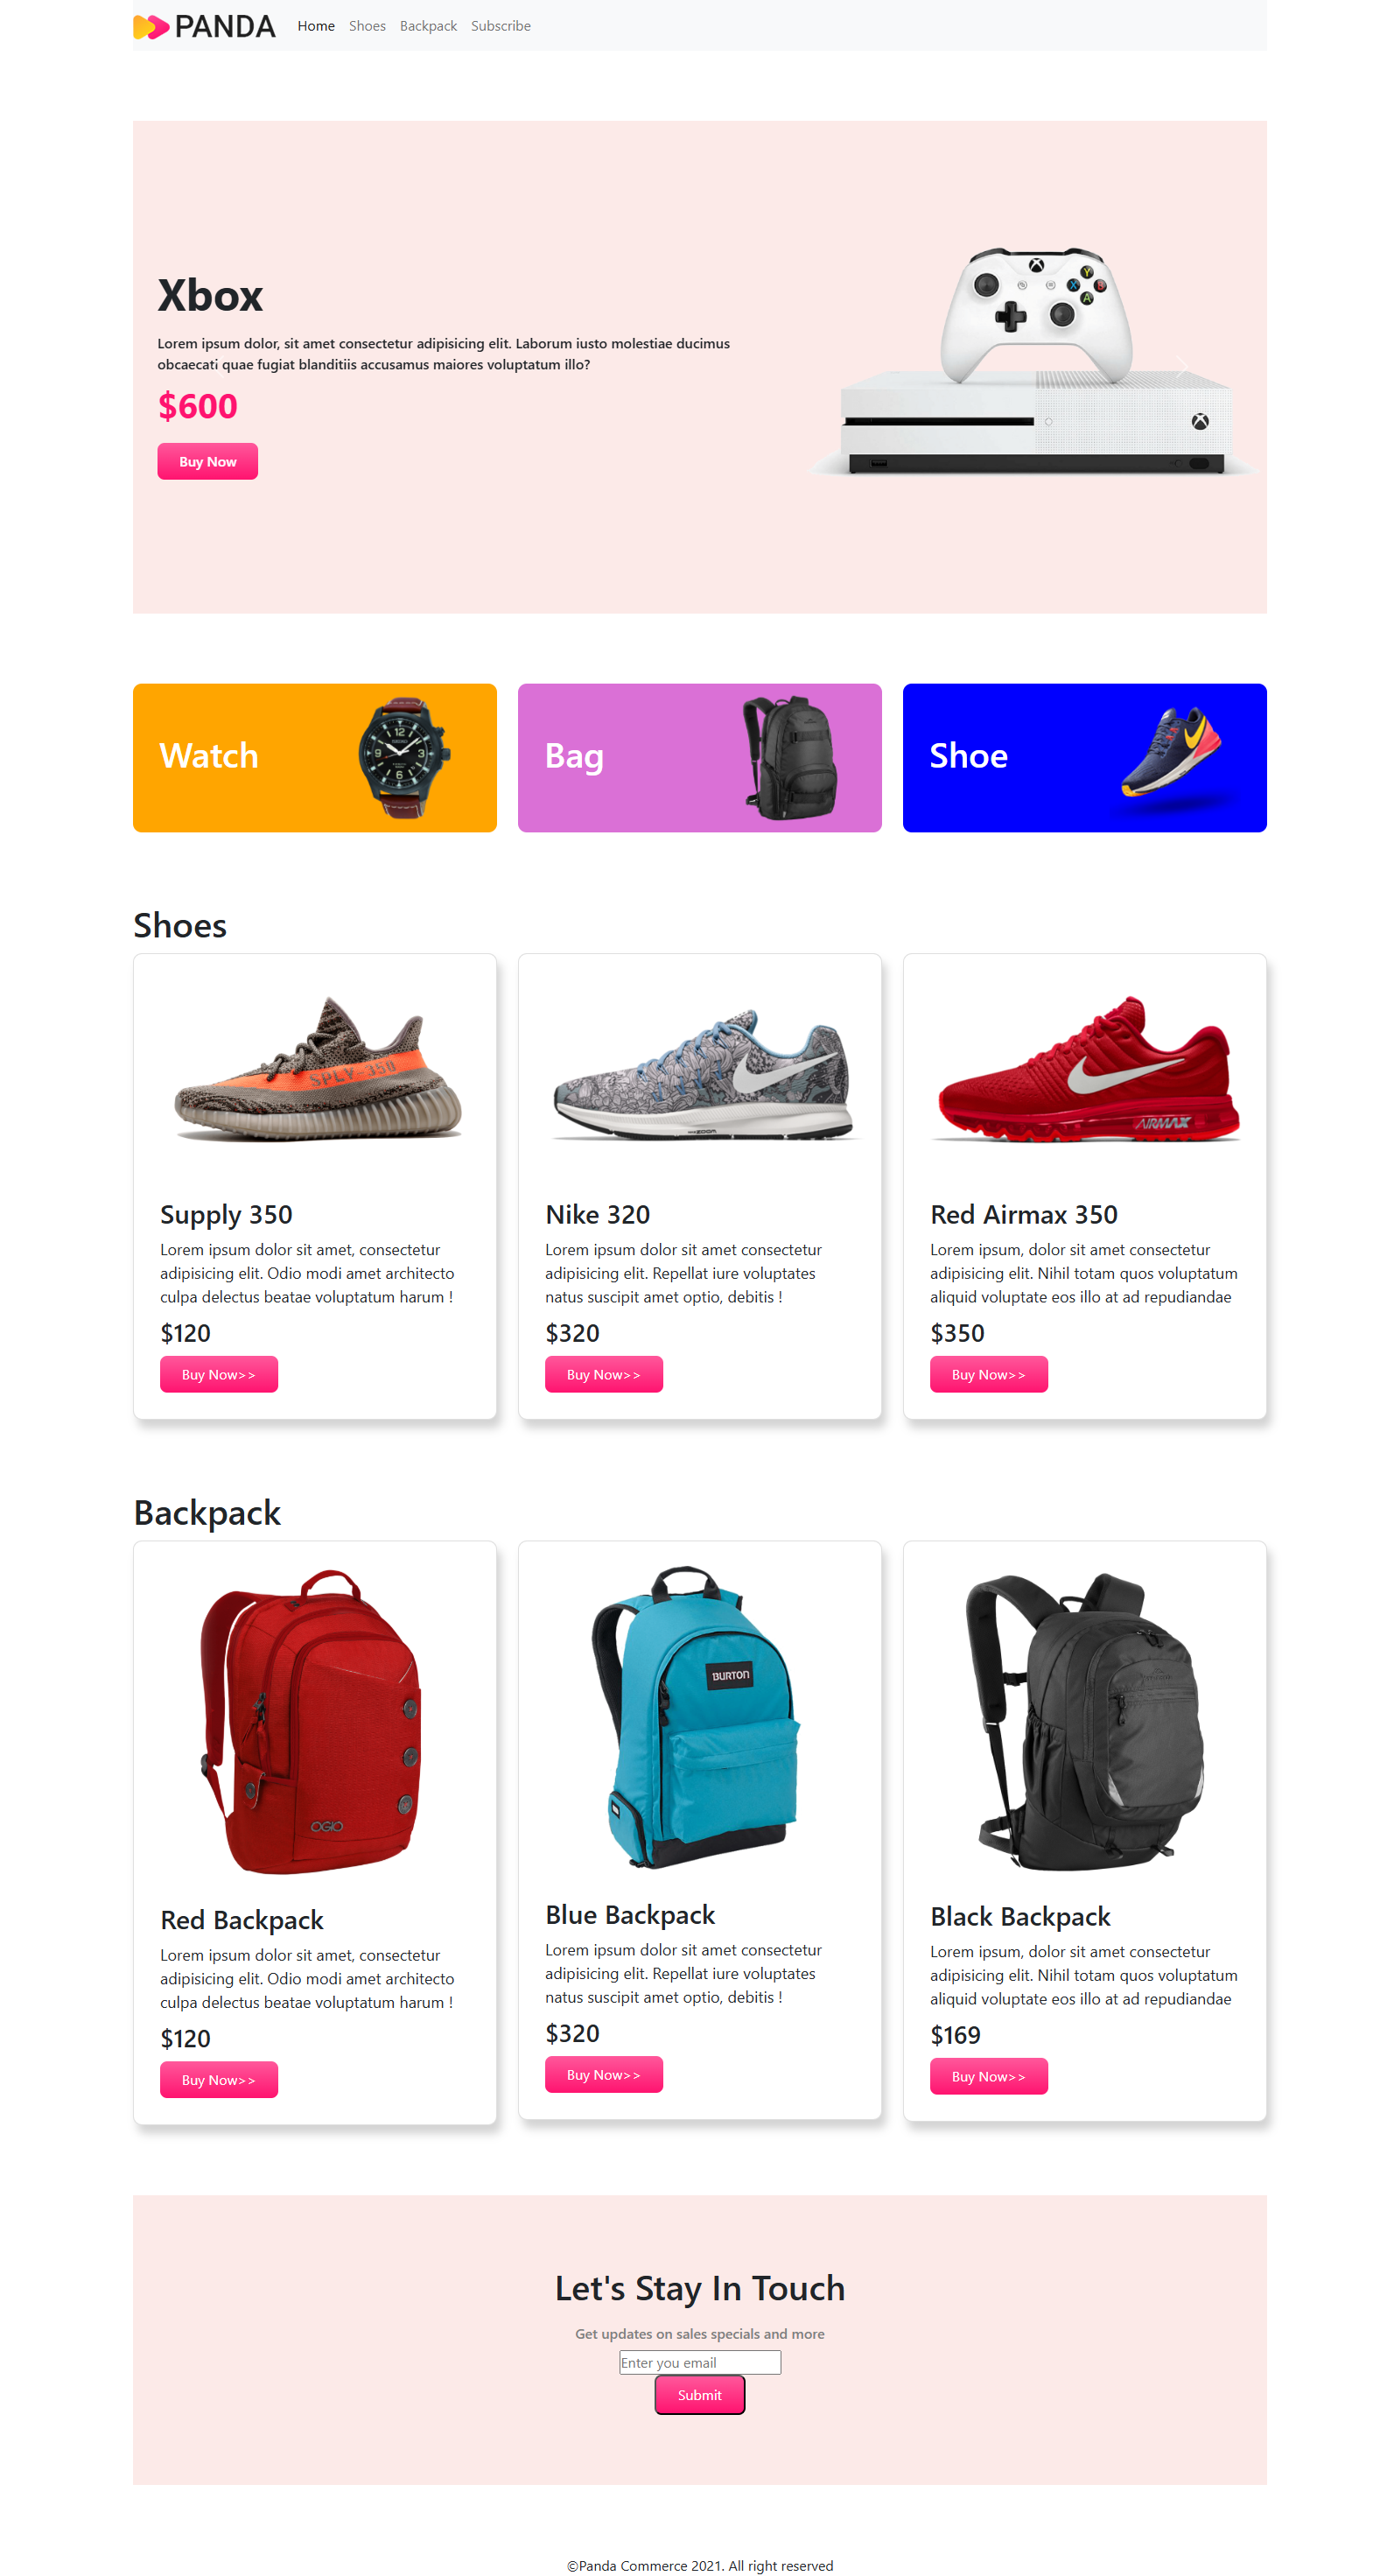 PANDA
Home
Shoes
Backpack
Subscribe
Xbox
Lorem ipsum dolor, sit amet consectetur adipisicing elit. Laborum iusto molestiae ducimus
obcaecati quae fugiat blanditiis accusamus maiores voluptatum illo?
$600
Buy Now
Y
X
B
A
Watch
Bag
Shoe
Shoes
SPLY-350
ZOOM
AIRMAX
Supply 350
Lorem ipsum dolor sit amet, consectetur
adipisicing elit. Odio modi amet architecto
culpa delectus beatae voluptatum harum !
$120
Buy Now>>
Nike 320
Lorem ipsum dolor sit amet consectetur
adipisicing elit. Repellat iure voluptates
natus suscipit amet optio, debitis !
$320
Buy Now>>
Red Airmax 350
Lorem ipsum, dolor sit amet consectetur
adipisicing elit. Nihil totam quos voluptatum
aliquid voluptate eos illo at ad repudiandae
$350
Buy Now>>
Backpack
OGIO
BURTON
Red Backpack
Lorem ipsum dolor sit amet, consectetur
adipisicing elit. Odio modi amet architecto
culpa delectus beatae voluptatum harum !
$120
Buy Now>>
Blue Backpack
Lorem ipsum dolor sit amet consectetur
adipisicing elit. Repellat iure voluptates
natus suscipit amet optio, debitis !
$320
Buy Now>>
Black Backpack
Lorem ipsum, dolor sit amet consectetur
adipisicing elit. Nihil totam quos voluptatum
aliquid voluptate eos illo at ad repudiandae
$169
Buy Now>>
Let's Stay In Touch
Get updates on sales specials and more
Enter you email
Submit
©Panda Commerce 2021. All right reserved